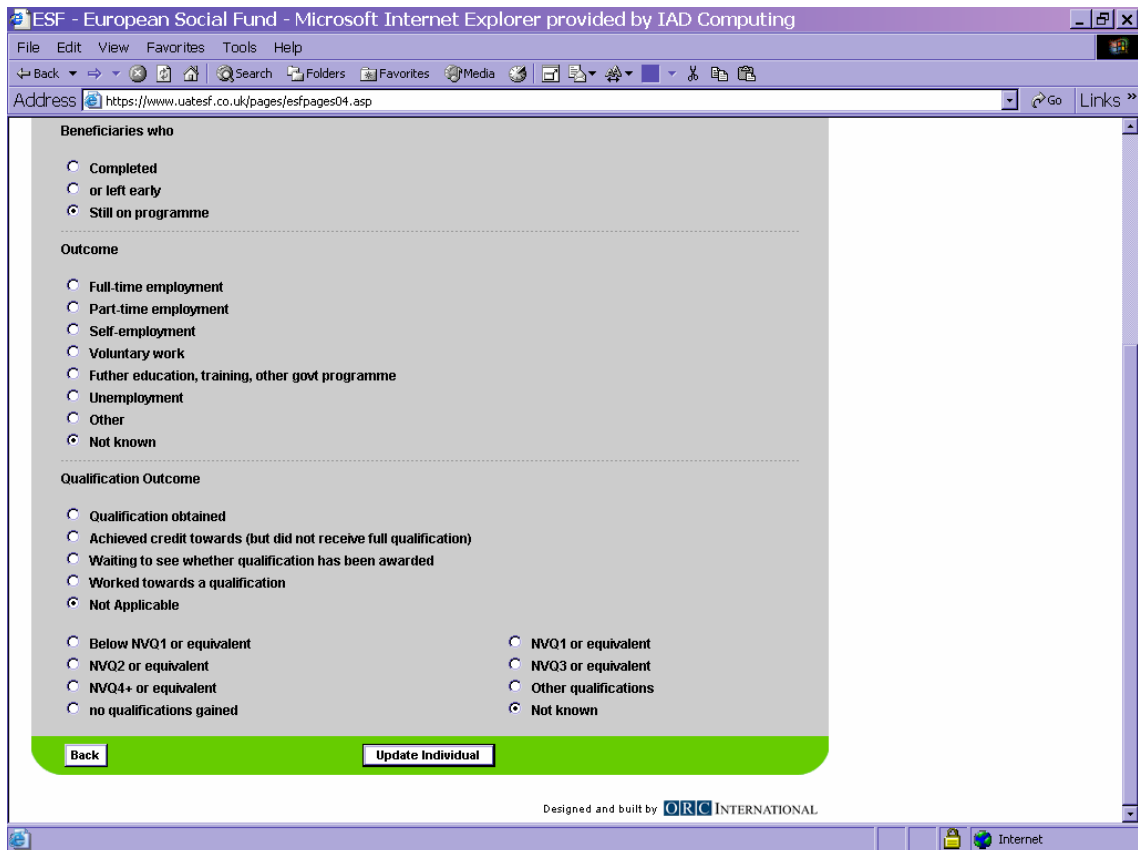 ESF - European Social Fund - Microsoft Internet Explorer provided by IAD Computing
File Edit View Favorites Tools Help
Back Search Folders Favorites Media
Address https://www.uatesf.co.uk/pages/esfpages04.asp Go Links »
Beneficiaries who
Completed
or left early
Still on programme
Outcome
Full-time employment
Part-time employment
Self-employment
Voluntary work
Futher education, training, other govt programme
Unemployment
Other
Not known
Qualification Outcome
Qualification obtained
Achieved credit towards (but did not receive full qualification)
Waiting to see whether qualification has been awarded
Worked towards a qualification
Not Applicable
Below NVQ1 or equivalent NVQ1 or equivalent
NVQ2 or equivalent NVQ3 or equivalent
NVQ4+ or equivalent Other qualifications
no qualifications gained Not known
Back Update Individual
Designed and built by ORC INTERNATIONAL
Internet